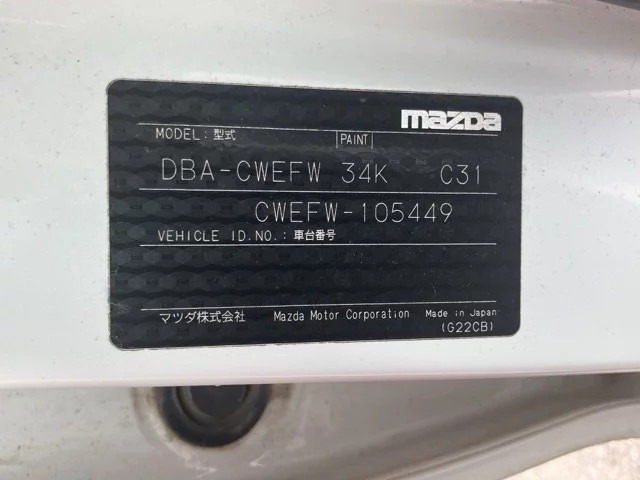 mazda
MODEL:型式 PAINT
DBA-CWEFW 34K C31
CWEFW-105449
VEHICLE ID.NO.:車台番号
マツダ株式会社 Mazda Motor Corporation Made in Japan
(G22CB)